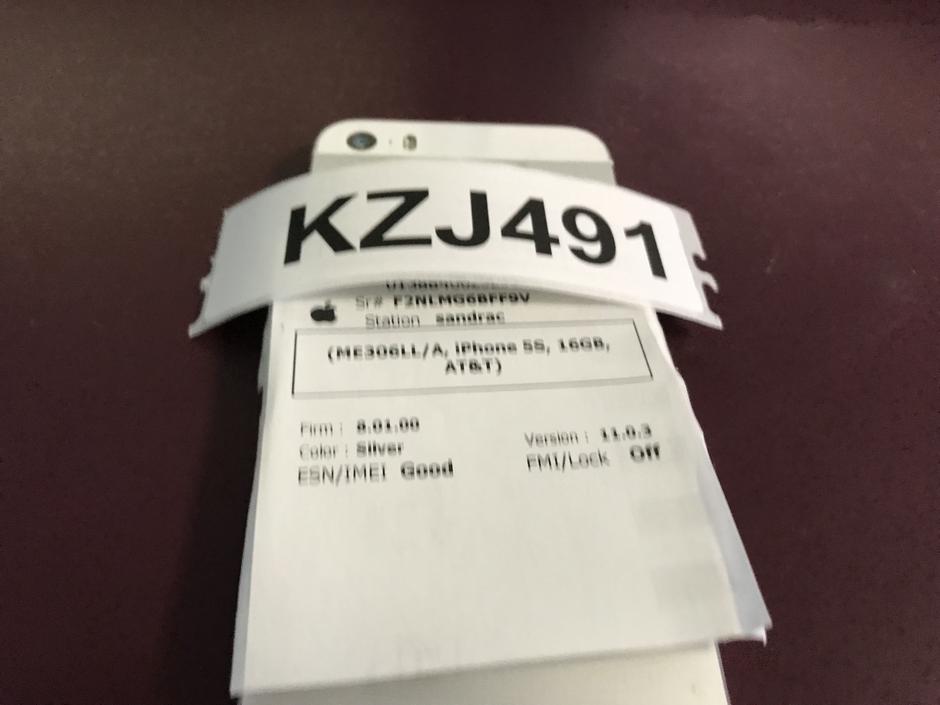 KZJ491
Sr# F2NLMG6BFF9V
Station sandrac
(ME306LL/A, iPhone 5S, 16GB,
AT&T)
Firm : 8.01.00
Color : Silver
Version : 11.0.3
ESN/IMEI Good
FMI/Lock Off